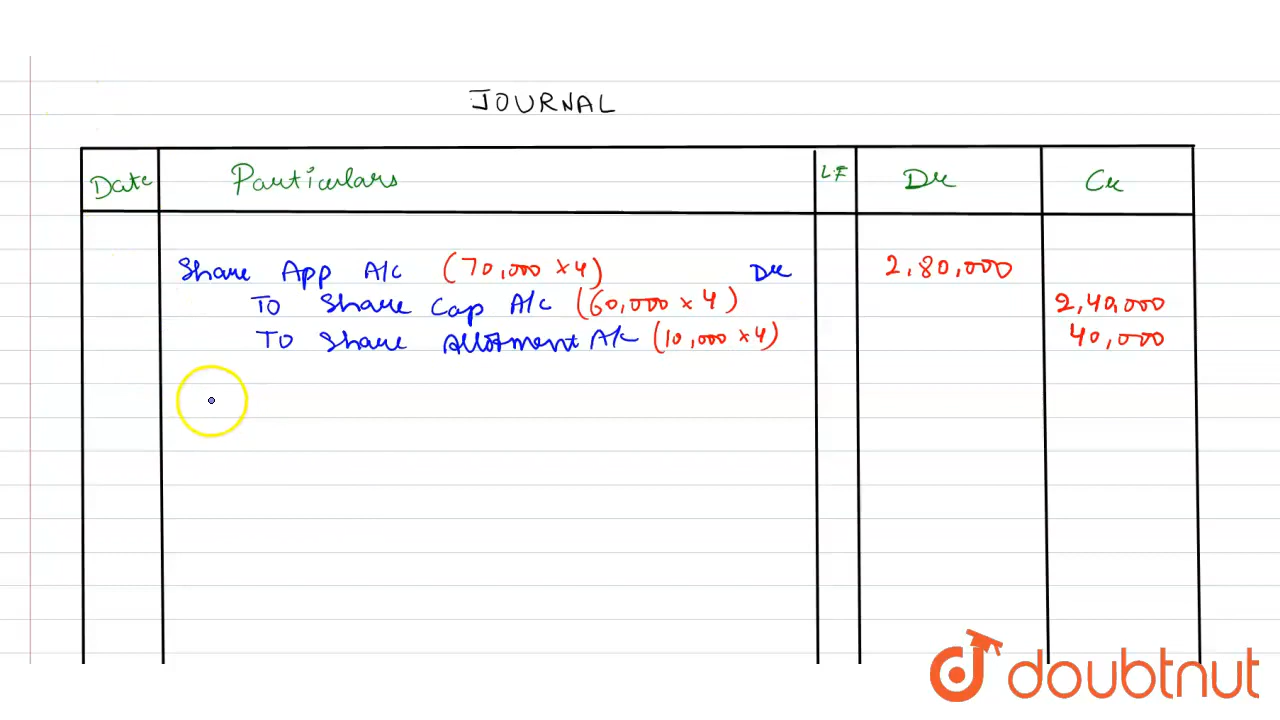 JOURNAL
Date Particulars LF Dr Cr
Share App A/c (70,000 × 4) Dr 2,80,000
To Share Cap A/c (60,000 × 4) 2,40,000
To Share Allotment A/c (10,000 × 4) 40,000
doubtnut